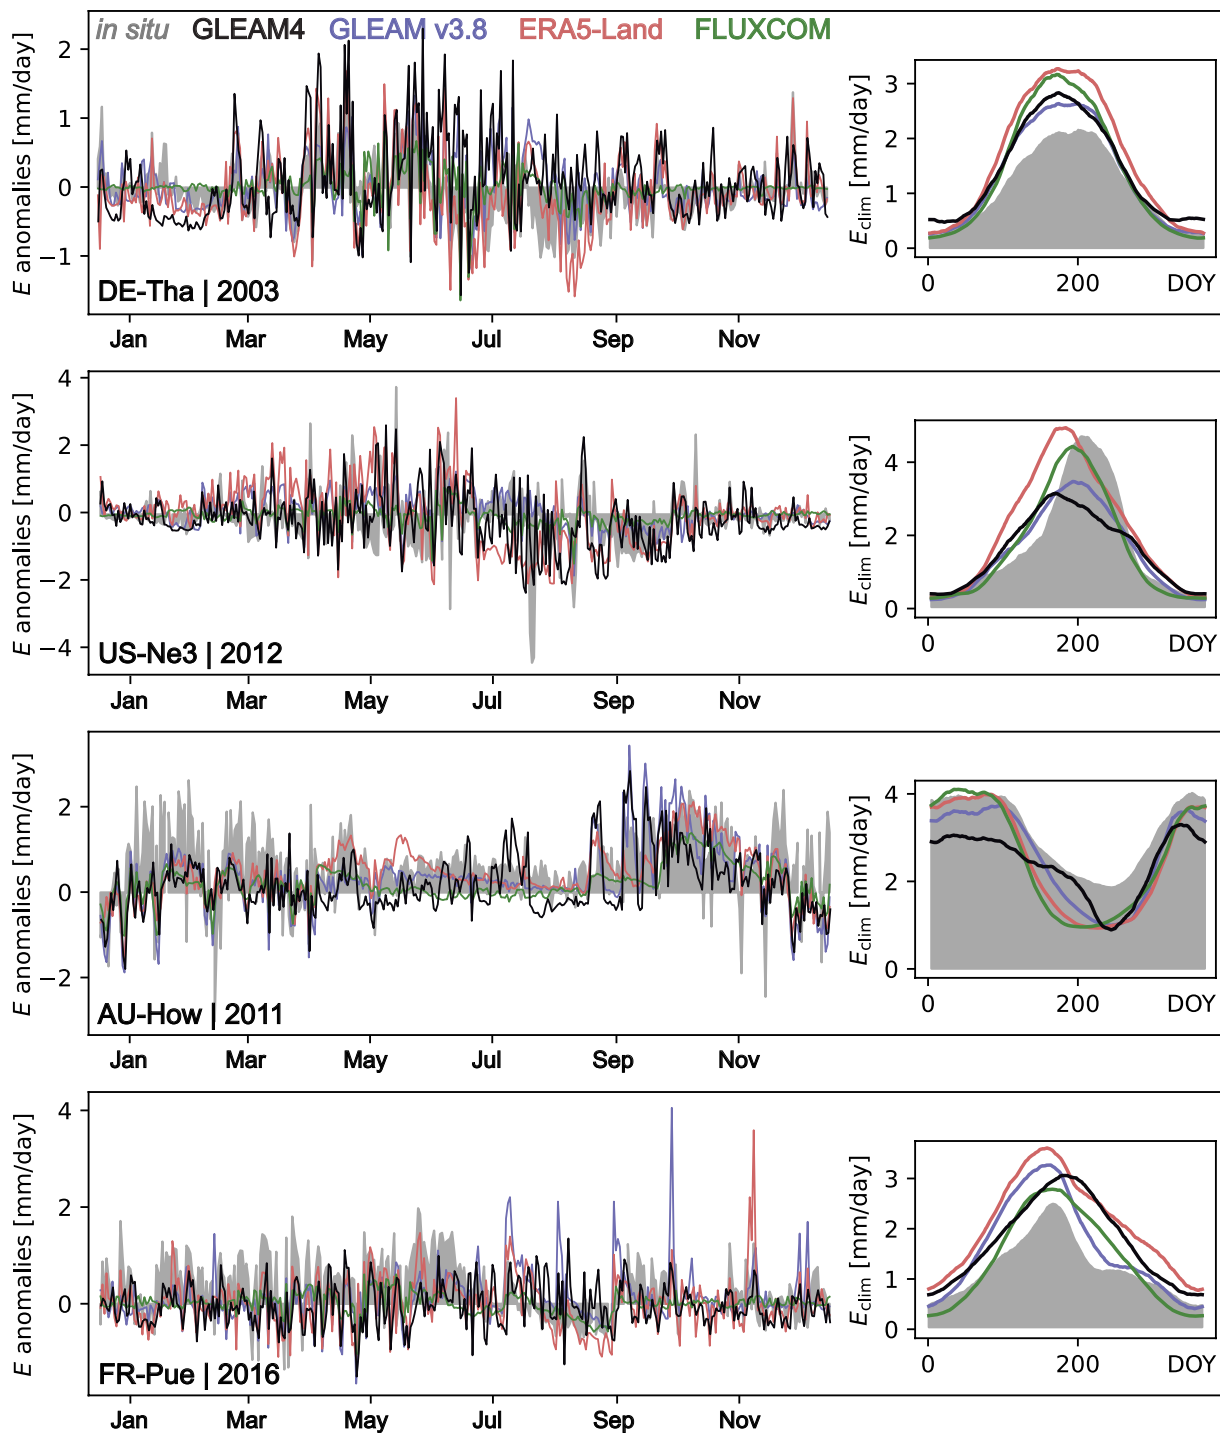 in situ GLEAM4 GLEAM v3.8 ERA5-Land FLUXCOM
E anomalies [mm/day]
2
1
0
−1
DE-Tha | 2003
Jan Mar May Jul Sep Nov
E_clim [mm/day]
3
2
1
0
0 200 DOY
E anomalies [mm/day]
4
2
0
−2
−4
US-Ne3 | 2012
Jan Mar May Jul Sep Nov
E_clim [mm/day]
4
2
0
0 200 DOY
E anomalies [mm/day]
2
0
−2
AU-How | 2011
Jan Mar May Jul Sep Nov
E_clim [mm/day]
4
2
0
0 200 DOY
E anomalies [mm/day]
4
2
0
FR-Pue | 2016
Jan Mar May Jul Sep Nov
E_clim [mm/day]
3
2
1
0
0 200 DOY